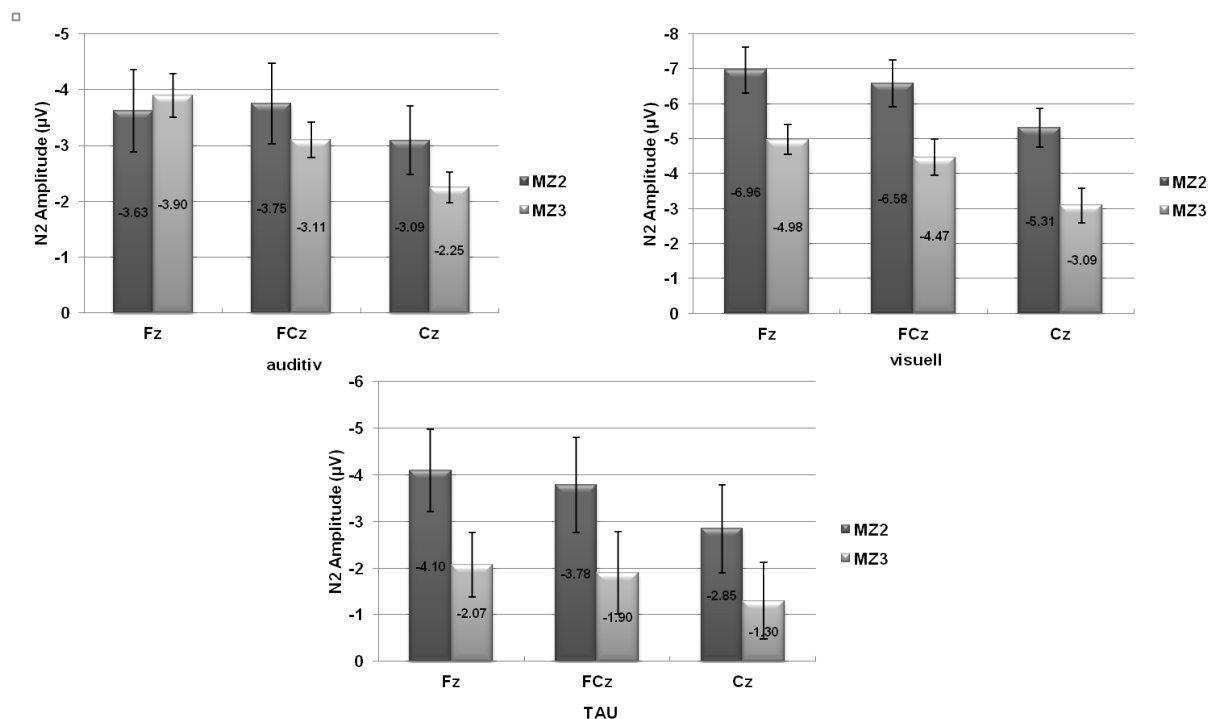 -5
-4
-3
-2
-1
0
N2 Amplitude (µV)
-3.63
-3.90
-3.75
-3.11
-3.09
-2.25
Fz
FCz
Cz
auditiv
MZ2
MZ3
-8
-7
-6
-5
-4
-3
-2
-1
0
N2 Amplitude (µV)
-6.96
-4.98
-6.58
-4.47
-5.31
-3.09
Fz
FCz
Cz
visuell
MZ2
MZ3
-6
-5
-4
-3
-2
-1
0
N2 Amplitude (µV)
-4.10
-2.07
-3.78
-1.90
-2.85
-1.30
Fz
FCz
Cz
TAU
MZ2
MZ3